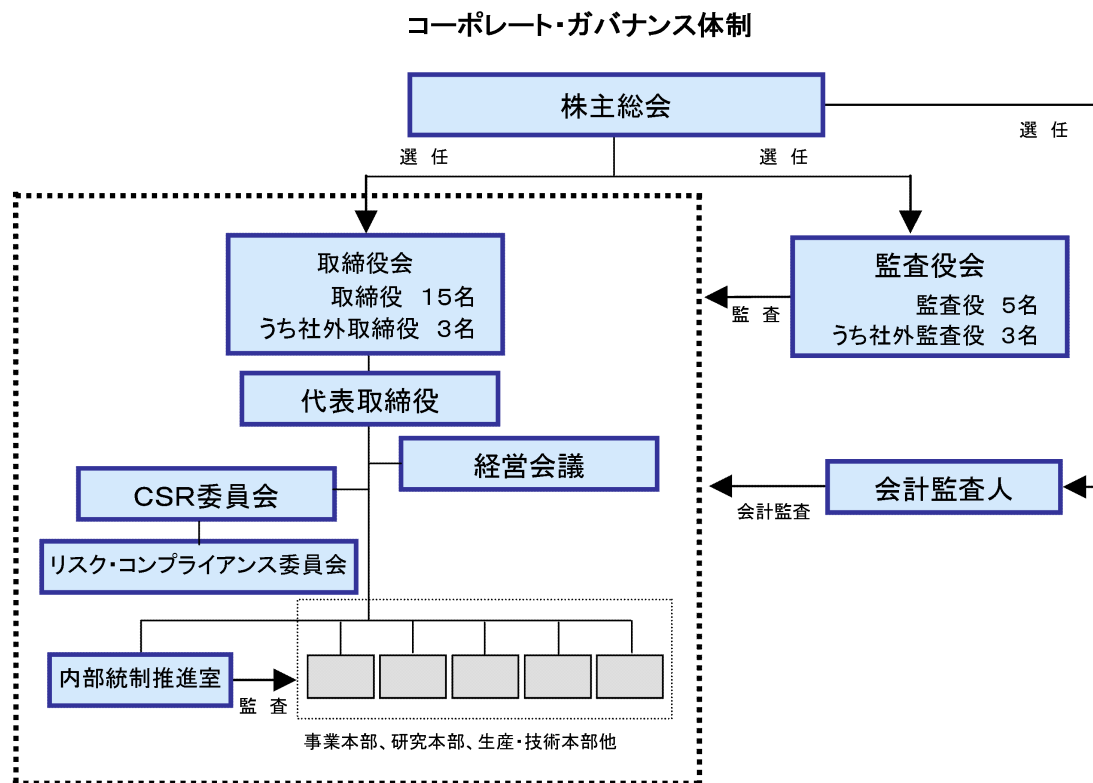 コーポレート・ガバナンス体制
株主総会
選 任
選 任
選 任
取締役会
取締役 15名
うち社外取締役 3名
監査役会
監査役 5名
うち社外監査役 3名
監 査
代表取締役
経営会議
CSR委員会
会計監査人
会計監査
リスク・コンプライアンス委員会
内部統制推進室
監 査
事業本部、研究本部、生産・技術本部他